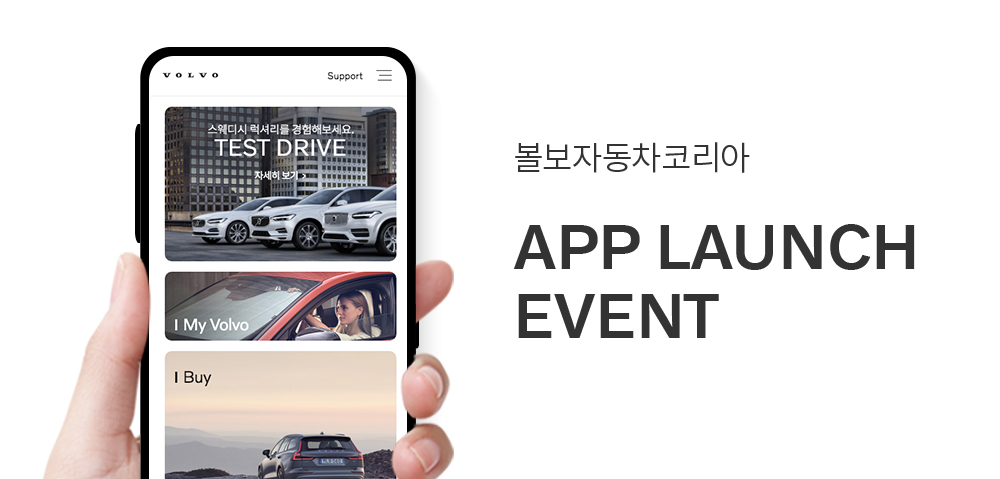 VOLVO
Support
스웨디시 럭셔리를 경험해보세요.
TEST DRIVE
자세히 보기 >
I My Volvo
I Buy
볼보자동차코리아
APP LAUNCH
EVENT